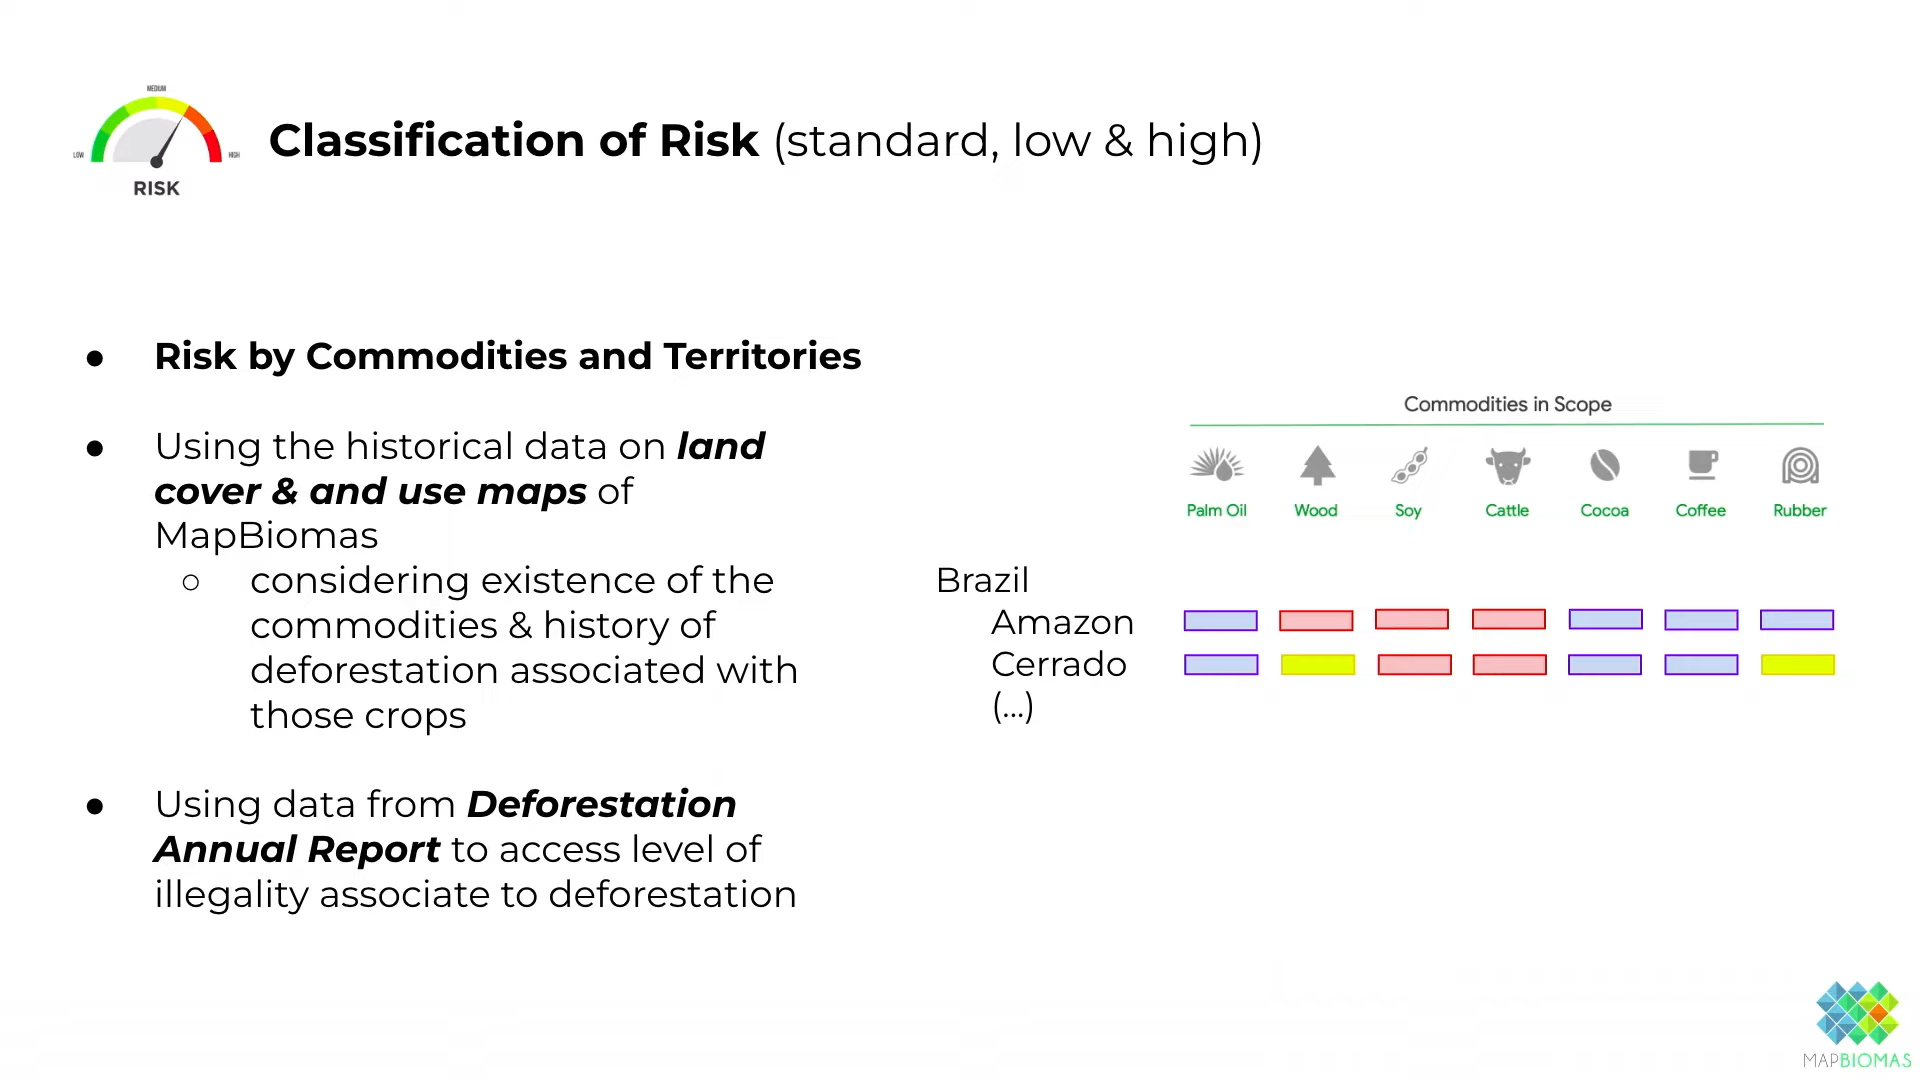 MEDIUM
LOW
HIGH
RISK
Classification of Risk (standard, low & high)
● Risk by Commodities and Territories
● Using the historical data on land
cover & and use maps of
MapBiomas
○ considering existence of the
commodities & history of
deforestation associated with
those crops
● Using data from Deforestation
Annual Report to access level of
illegality associate to deforestation
Commodities in Scope
Palm Oil Wood Soy Cattle Cocoa Coffee Rubber
Brazil
Amazon
Cerrado
(...)
MAPBIOMAS